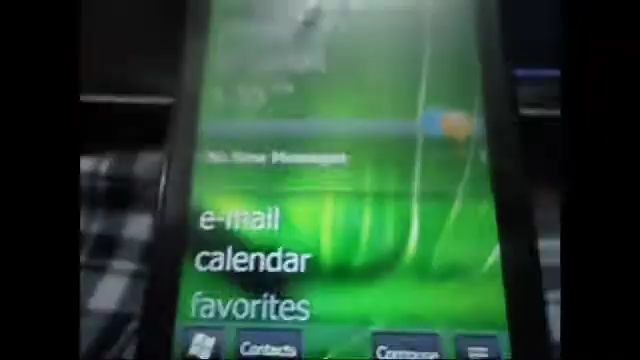 No New Messages
e-mail
calendar
favorites
Contacts